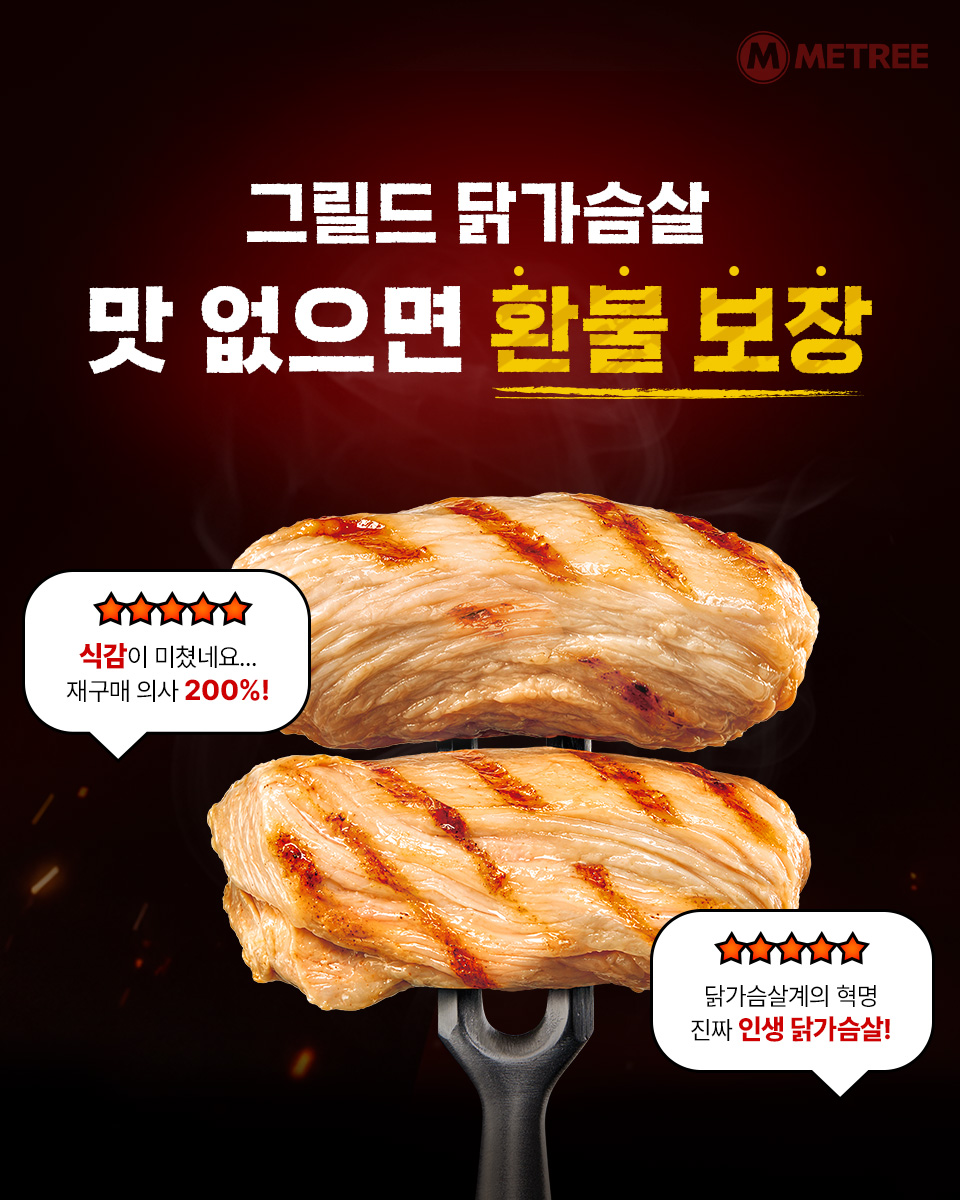 METREE
그릴드 닭가슴살
맛 없으면 환불 보장
식감이 미쳤네요...
재구매 의사 200%!
닭가슴살계의 혁명
진짜 인생 닭가슴살!